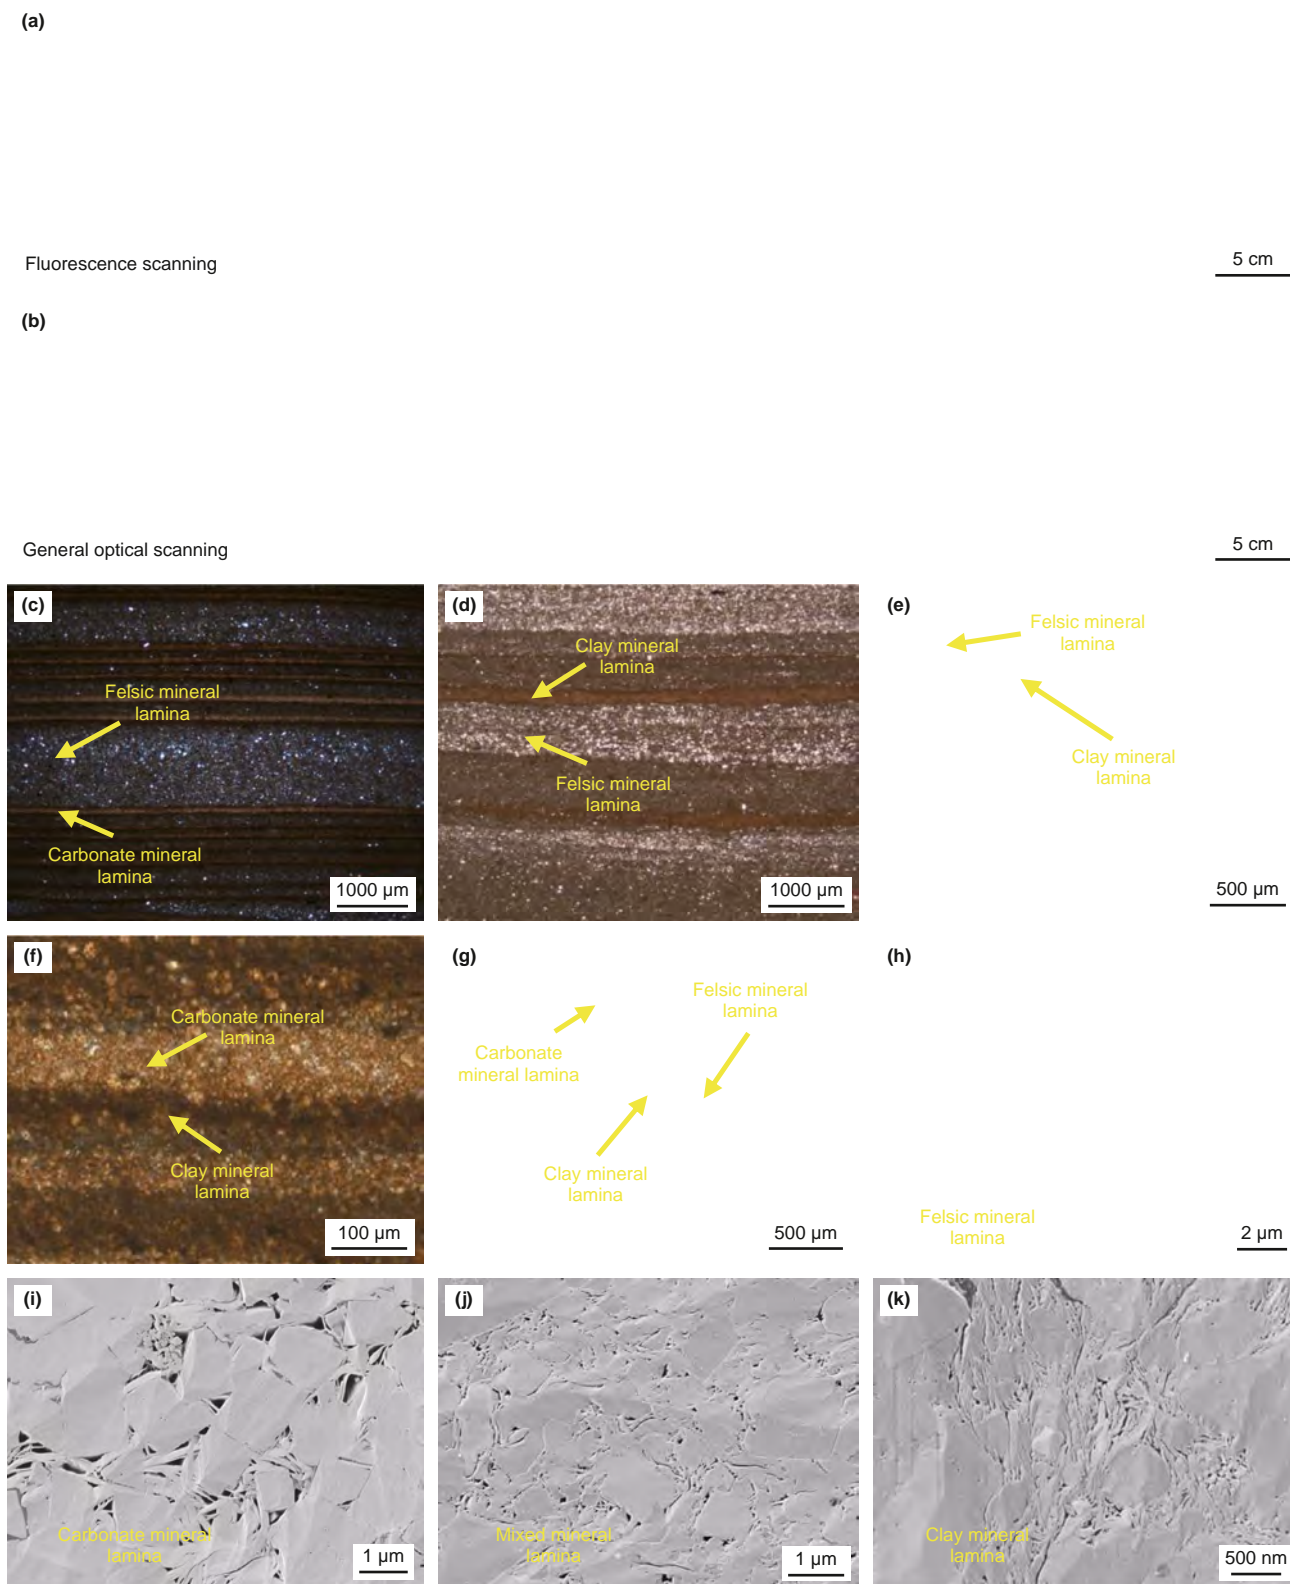 (a)
Fluorescence scanning
5 cm
(b)
General optical scanning
5 cm
(c)
Felsic mineral
lamina
Carbonate mineral
lamina
1000 μm
(d)
Clay mineral
lamina
Felsic mineral
lamina
1000 μm
(e)
Felsic mineral
lamina
Clay mineral
lamina
500 μm
(f)
Carbonate mineral
lamina
Clay mineral
lamina
100 μm
(g)
Felsic mineral
lamina
Carbonate
mineral lamina
Clay mineral
lamina
500 μm
(h)
Felsic mineral
lamina
2 μm
(i)
Carbonate mineral
lamina
1 μm
(j)
Mixed mineral
lamina
1 μm
(k)
Clay mineral
lamina
500 nm